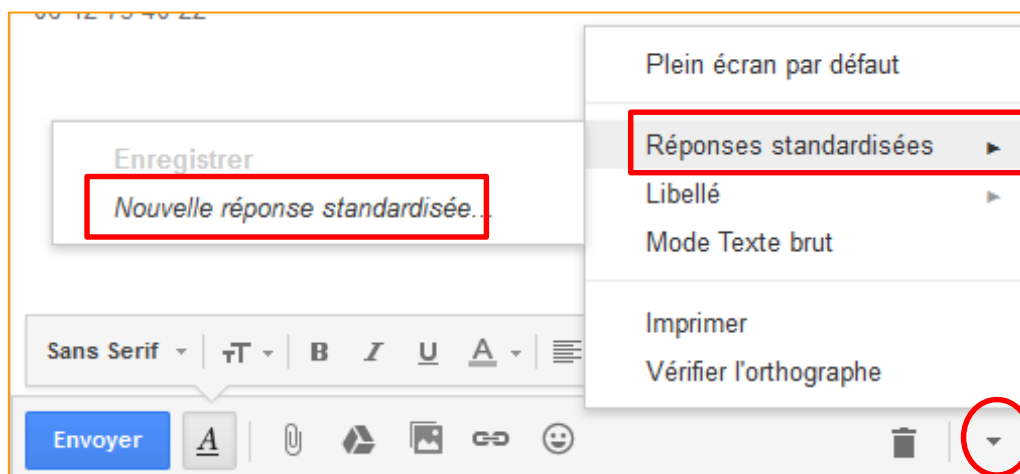 Plein écran par défaut
Réponses standardisées
Enregistrer
Nouvelle réponse standardisée...
Libellé
Mode Texte brut
Imprimer
Vérifier l'orthographe
Sans Serif
B I U A
Envoyer A